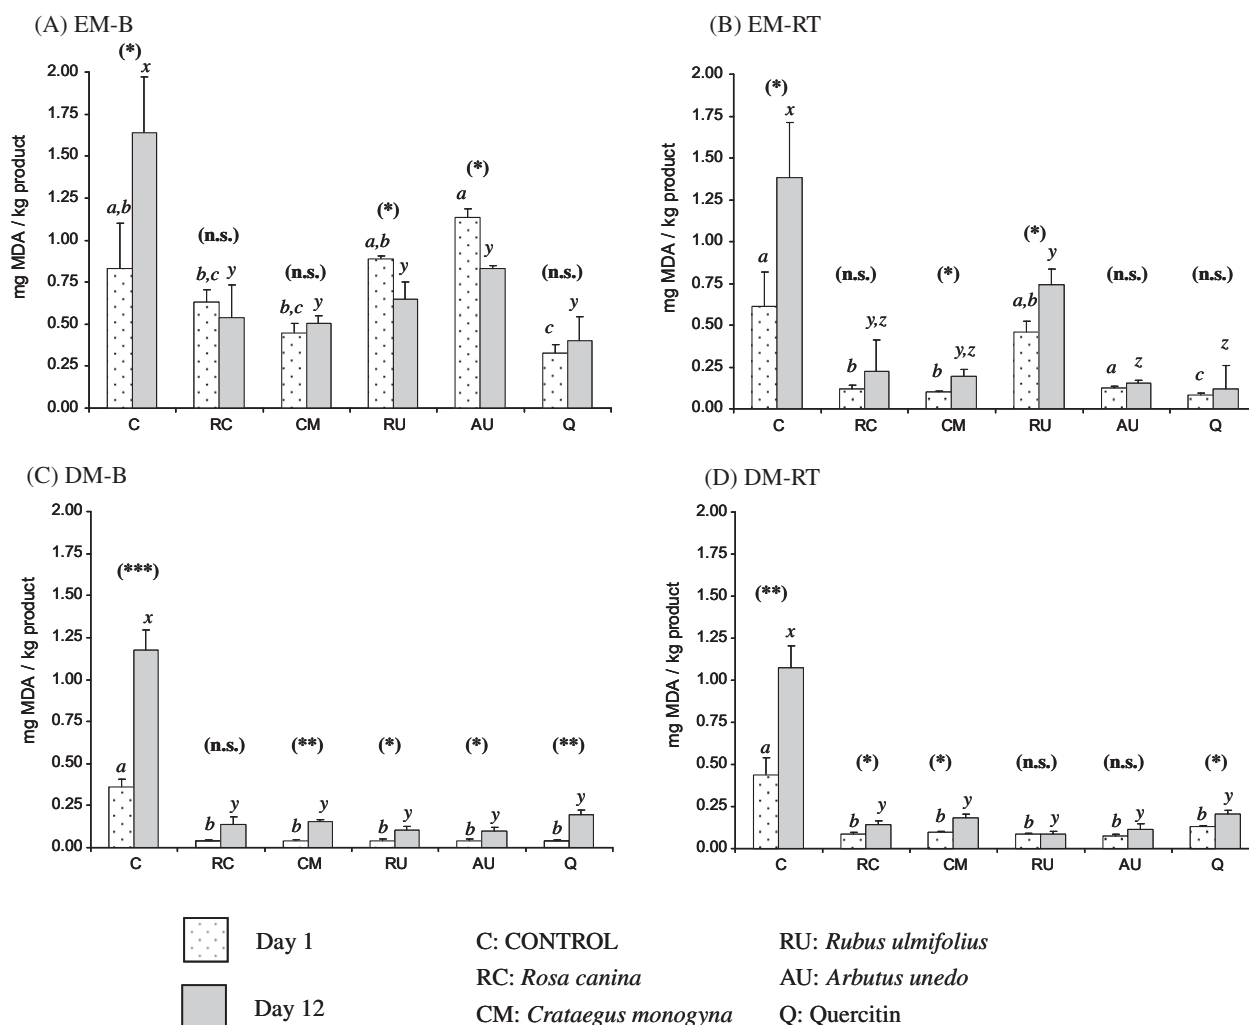 (A) EM-B
(*)
x
2.00
1.75
1.50
1.25
1.00
0.75
0.50
0.25
0.00
mg MDA / kg product
a,b
(n.s.)
b,c
y
(n.s.)
b,c
y
(*)
a,b
y
(*)
a
y
(n.s.)
c
y
C RC CM RU AU Q
(B) EM-RT
2.00
1.75
1.50
1.25
1.00
0.75
0.50
0.25
0.00
mg MDA / kg product
(*)
a
x
(n.s.)
b
y,z
(*)
b
y,z
(*)
a,b
y
(n.s.)
a
z
(n.s.)
c
z
C RC CM RU AU Q
(C) DM-B
2.00
1.75
1.50
1.25
1.00
0.75
0.50
0.25
0.00
mg MDA / kg product
(***)
a
x
(n.s.)
b
y
(**)
b
y
(*)
b
y
(*)
b
y
(**)
b
y
C RC CM RU AU Q
(D) DM-RT
2.00
1.75
1.50
1.25
1.00
0.75
0.50
0.25
0.00
mg MDA / kg product
(**)
a
x
(*)
b
y
(*)
b
y
(n.s.)
b
y
(n.s.)
b
y
(*)
b
y
C RC CM RU AU Q
Day 1
Day 12
C: CONTROL
RC: Rosa canina
CM: Crataegus monogyna
RU: Rubus ulmifolius
AU: Arbutus unedo
Q: Quercitin